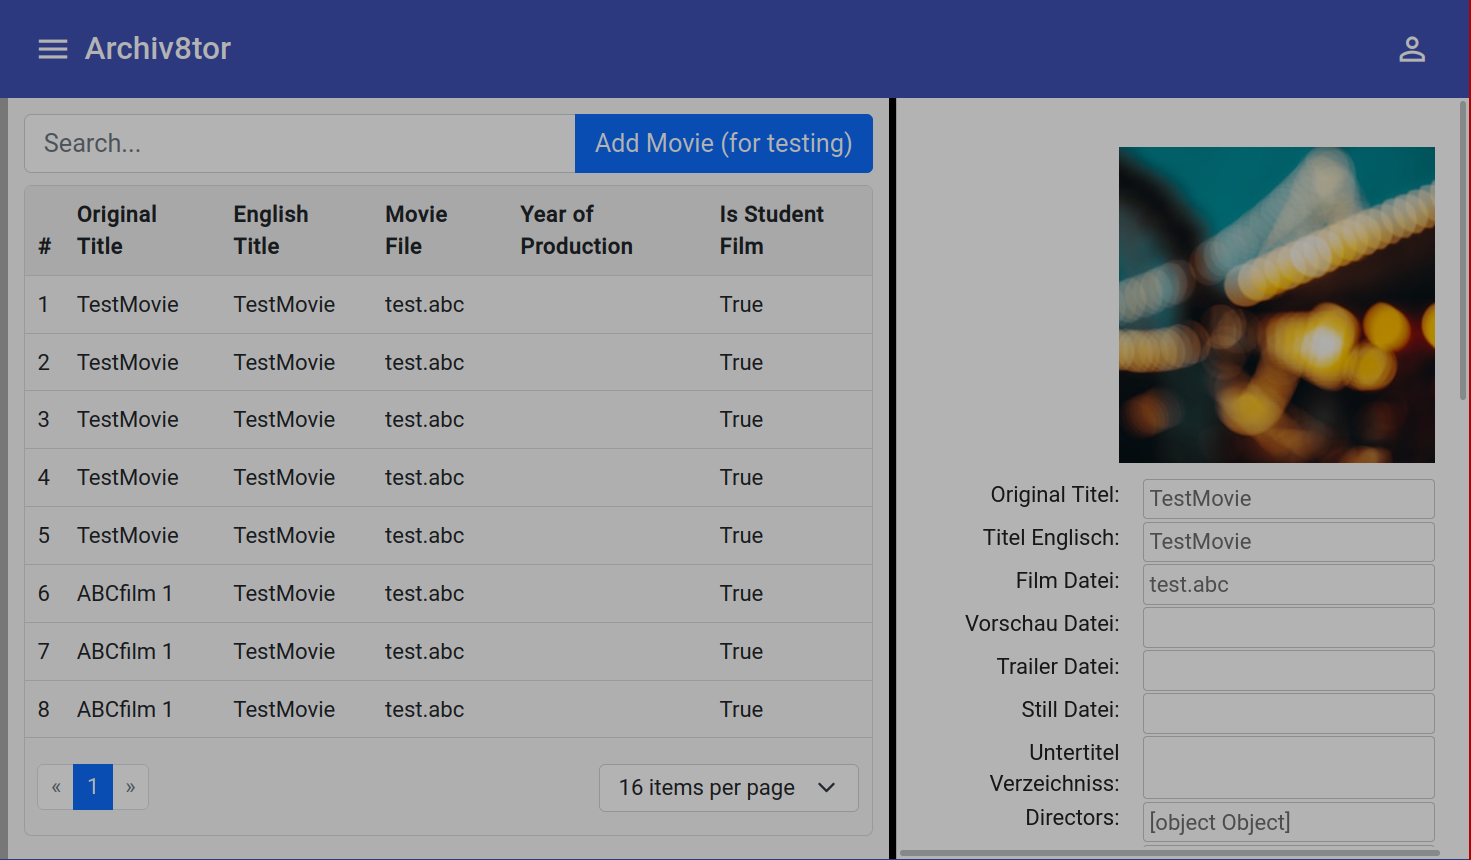 Archiv8tor
Search...
Add Movie (for testing)
# Original Title English Title Movie File Year of Production Is Student Film
1 TestMovie TestMovie test.abc True
2 TestMovie TestMovie test.abc True
3 TestMovie TestMovie test.abc True
4 TestMovie TestMovie test.abc True
5 TestMovie TestMovie test.abc True
6 ABCfilm 1 TestMovie test.abc True
7 ABCfilm 1 TestMovie test.abc True
8 ABCfilm 1 TestMovie test.abc True
« 1 »
16 items per page
Original Titel: TestMovie
Titel Englisch: TestMovie
Film Datei: test.abc
Vorschau Datei:
Trailer Datei:
Still Datei:
Untertitel
Verzeichniss:
Directors: [object Object]